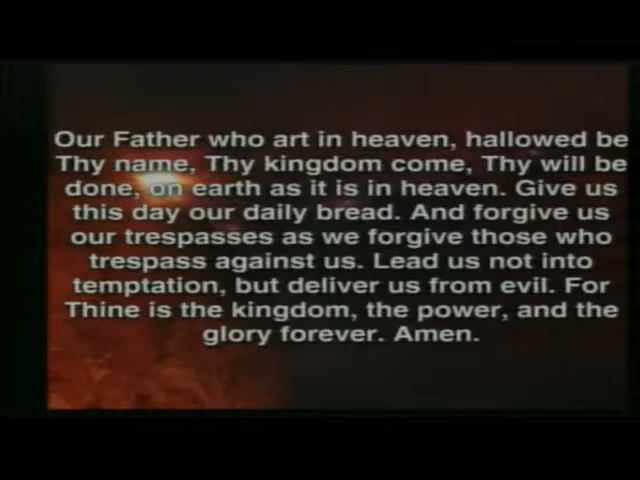 Our Father who art in heaven, hallowed be
Thy name, Thy kingdom come, Thy will be
done, on earth as it is in heaven. Give us
this day our daily bread. And forgive us
our trespasses as we forgive those who
trespass against us. Lead us not into
temptation, but deliver us from evil. For
Thine is the kingdom, the power, and the
glory forever. Amen.